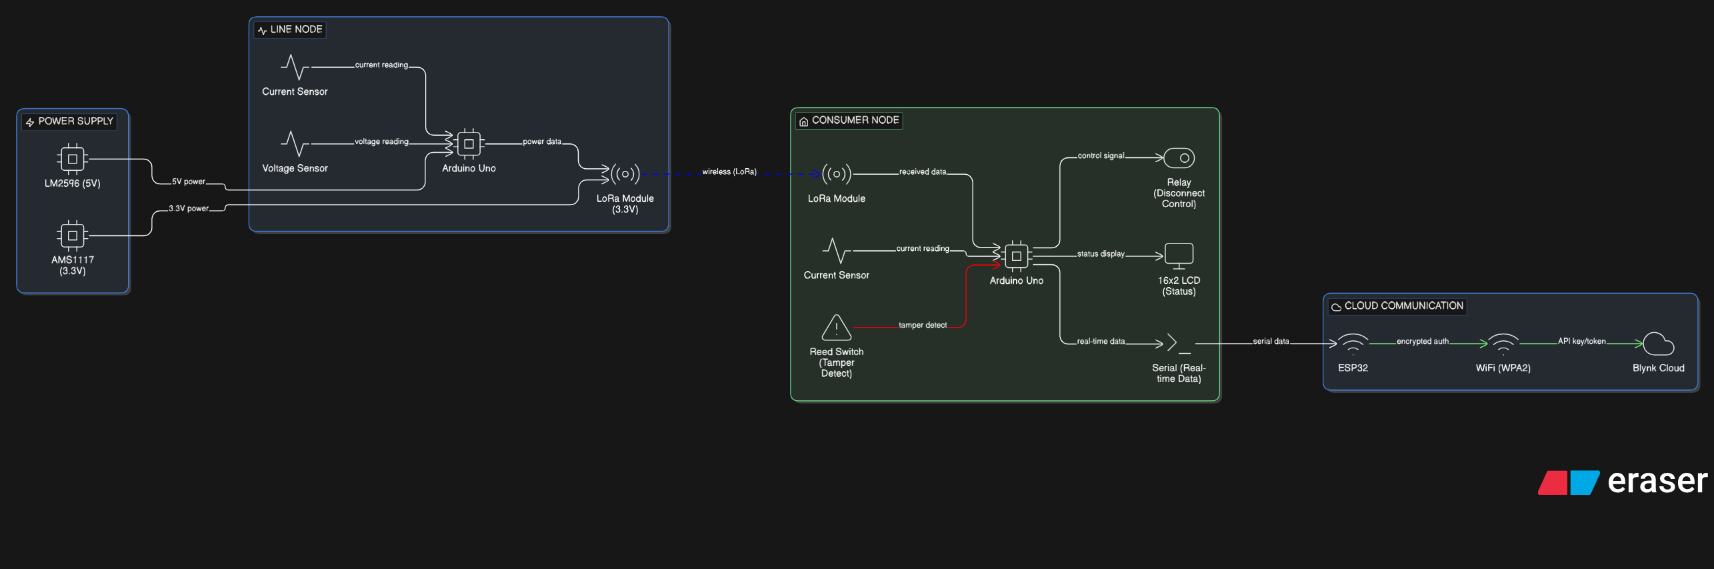 POWER SUPPLY
LM2596 (5V)
AMS1117
(3.3V)
5V power
3.3V power
LINE NODE
current reading
Current Sensor
voltage reading
Voltage Sensor
Arduino Uno
power data
LoRa Module
(3.3V)
wireless (LoRa)
CONSUMER NODE
LoRa Module
received data
current reading
Current Sensor
tamper detect
Reed Switch
(Tamper
Detect)
Arduino Uno
control signal
Relay
(Disconnect
Control)
status display
16x2 LCD
(Status)
real-time data
Serial (Real-
time Data)
serial data
CLOUD COMMUNICATION
ESP32
encrypted auth
WiFi (WPA2)
API key/token
Blynk Cloud
eraser